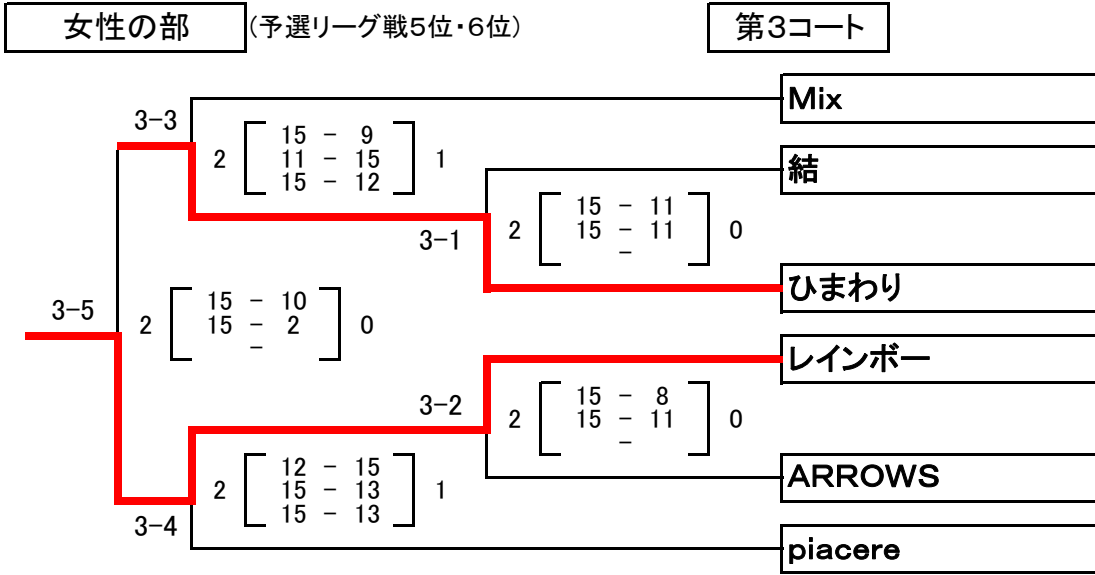 女性の部 (予選リーグ戦5位・6位) 第3コート
Mix
3-3
2 15 - 9 1
11 - 15
15 - 12
結
3-1
2 15 - 11 0
15 - 11
-
ひまわり
3-5
2 15 - 10 0
15 - 2
-
レインボー
3-2
2 15 - 8 0
15 - 11
-
ARROWS
3-4
2 12 - 15 1
15 - 13
15 - 13
piacere